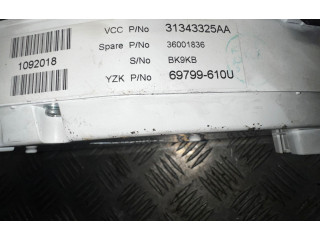 VCC P/No 31343325AA
Spare P/No 36001836
S/No BK9KB
YZK P/No 69799-610U
1092018